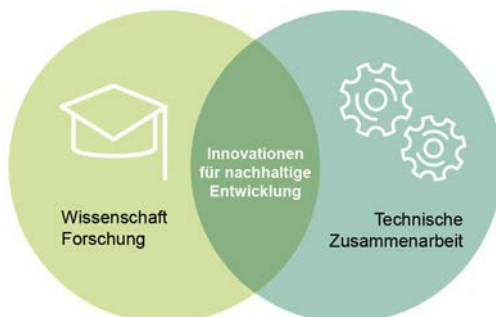 Innovationen
für nachhaltige
Entwicklung
Wissenschaft
Forschung
Technische
Zusammenarbeit